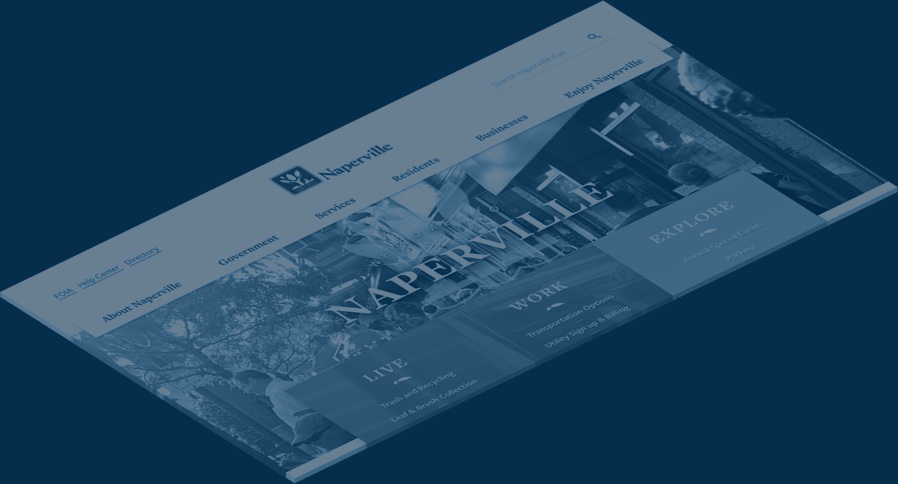 Search naperville.il.us
FOIA Help Center Directory
Naperville
About Naperville Government Services Residents Businesses Enjoy Naperville
NAPERVILLE
LIVE
Trash and Recycling
Leaf & Brush Collection
WORK
Transportation Options
Utility Sign up & Billing
EXPLORE
Annual Special Events
Parking